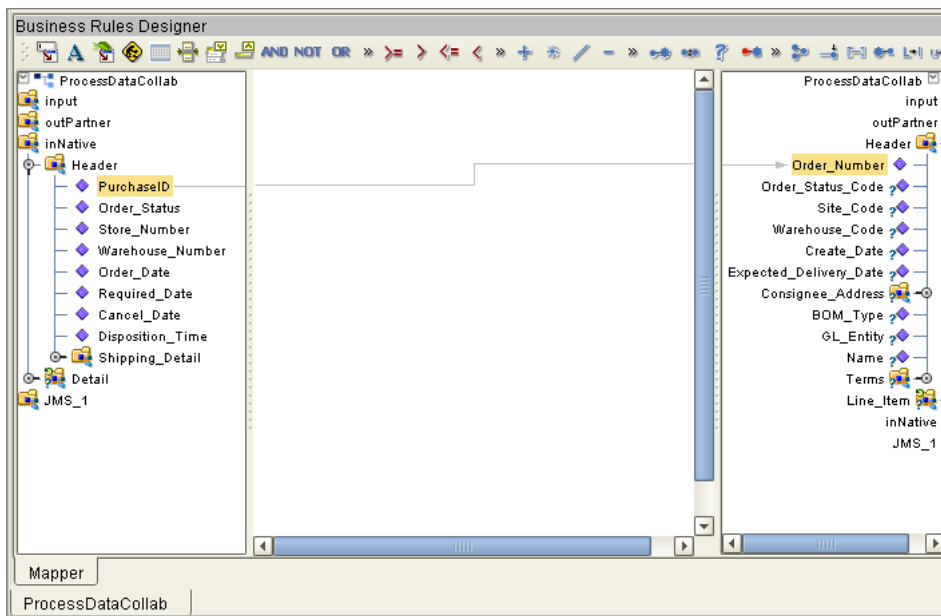 Business Rules Designer
A AND NOT OR » >= > <= < » + * / - » ? »
ProcessDataCollab
input
outPartner
inNative
Header
PurchaseID
Order_Status
Store_Number
Warehouse_Number
Order_Date
Required_Date
Cancel_Date
Disposition_Time
Shipping_Detail
Detail
JMS_1
ProcessDataCollab
input
outPartner
Header
Order_Number
Order_Status_Code
Site_Code
Warehouse_Code
Create_Date
Expected_Delivery_Date
Consignee_Address
BOM_Type
GL_Entity
Name
Terms
Line_Item
inNative
JMS_1
Mapper
ProcessDataCollab